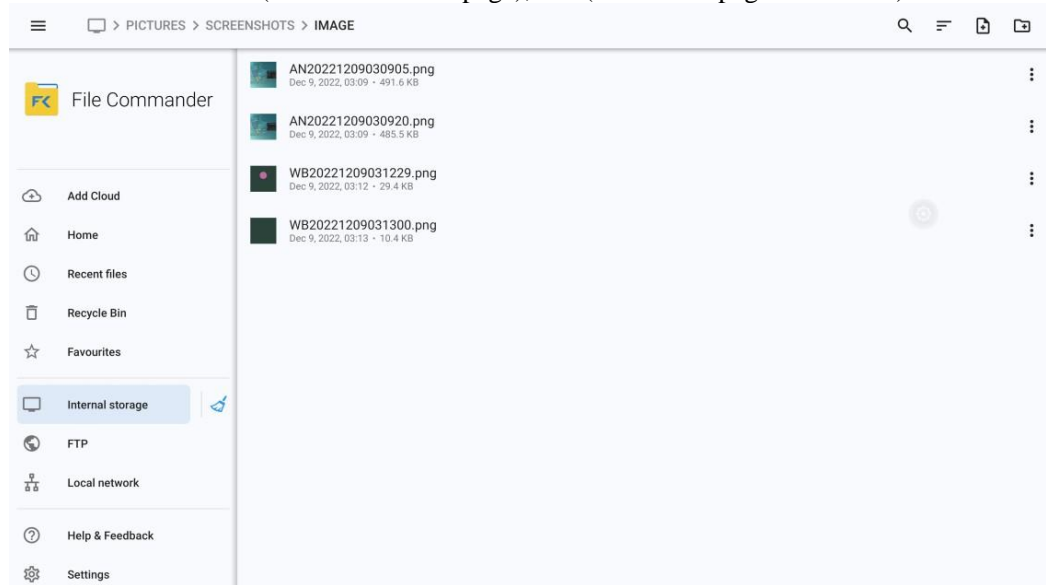 > PICTURES > SCREENSHOTS > IMAGE
FK
File Commander
Add Cloud
Home
Recent files
Recycle Bin
Favourites
Internal storage
FTP
Local network
Help & Feedback
Settings
AN20221209030905.png
Dec 9, 2022, 03:09 · 491.6 KB
AN20221209030920.png
Dec 9, 2022, 03:09 · 485.5 KB
WB20221209031229.png
Dec 9, 2022, 03:12 · 29.4 KB
WB20221209031300.png
Dec 9, 2022, 03:13 · 10.4 KB